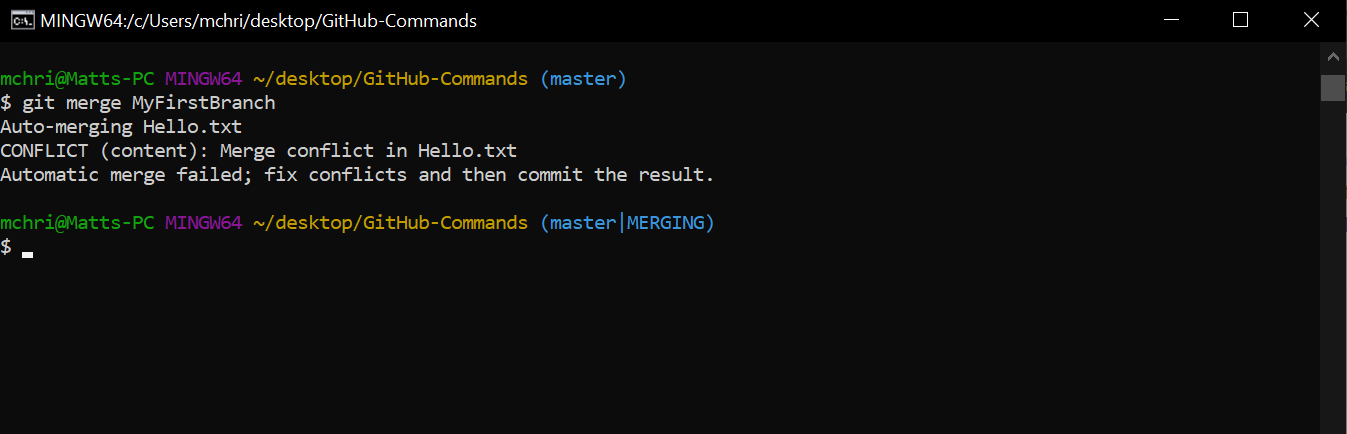 MINGW64:/c/Users/mchri/desktop/GitHub-Commands
mchri@Matts-PC MINGW64 ~/desktop/GitHub-Commands (master)
$ git merge MyFirstBranch
Auto-merging Hello.txt
CONFLICT (content): Merge conflict in Hello.txt
Automatic merge failed; fix conflicts and then commit the result.
mchri@Matts-PC MINGW64 ~/desktop/GitHub-Commands (master|MERGING)
$